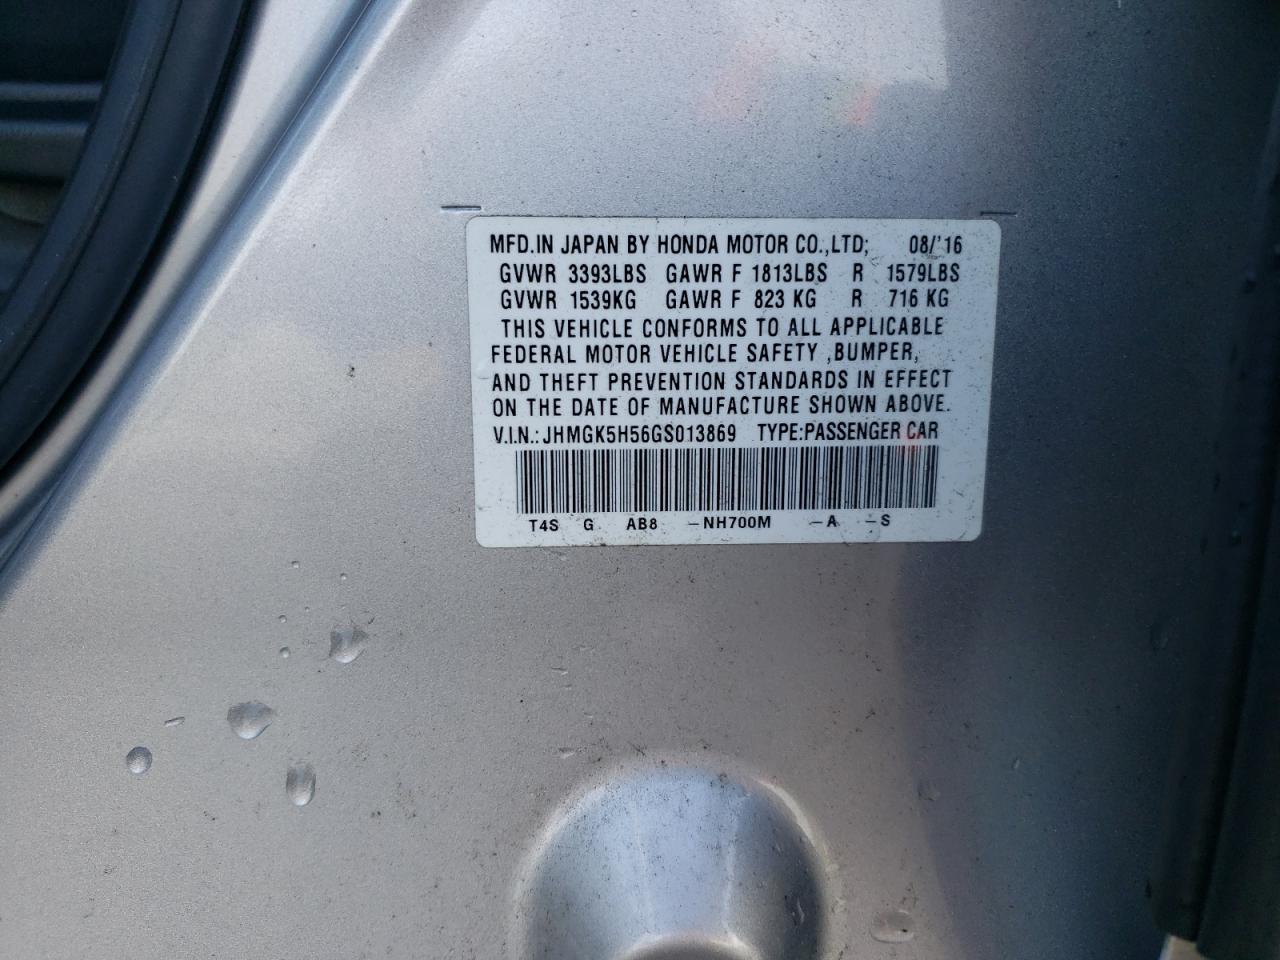 MFD.IN JAPAN BY HONDA MOTOR CO.,LTD; 08/'16
GVWR 3393LBS GAWR F 1813LBS R 1579LBS
GVWR 1539KG GAWR F 823 KG R 716 KG
THIS VEHICLE CONFORMS TO ALL APPLICABLE
FEDERAL MOTOR VEHICLE SAFETY ,BUMPER,
AND THEFT PREVENTION STANDARDS IN EFFECT
ON THE DATE OF MANUFACTURE SHOWN ABOVE.
V.I.N.: JHMGK5H56GS013869 TYPE:PASSENGER CAR
T4S G AB8 -NH700M -A -S